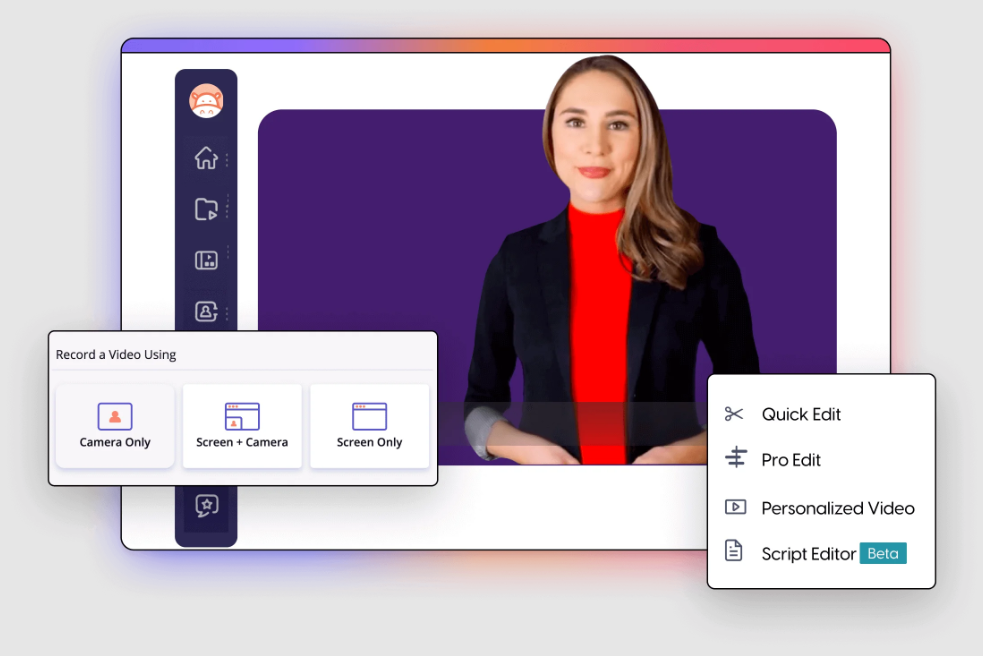 Record a Video Using
Camera Only
Screen + Camera
Screen Only
Quick Edit
Pro Edit
Personalized Video
Script Editor Beta